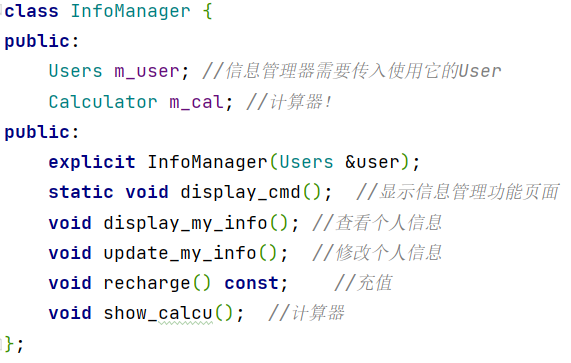 class InfoManager {
public:
    Users m_user; //信息管理器需要传入使用它的User
    Calculator m_cal; //计算器!
public:
    explicit InfoManager(Users &user);
    static void display_cmd();  //显示信息管理功能页面
    void display_my_info(); //查看个人信息
    void update_my_info();  //修改个人信息
    void recharge() const;    //充值
    void show_calcu();  //计算器
};